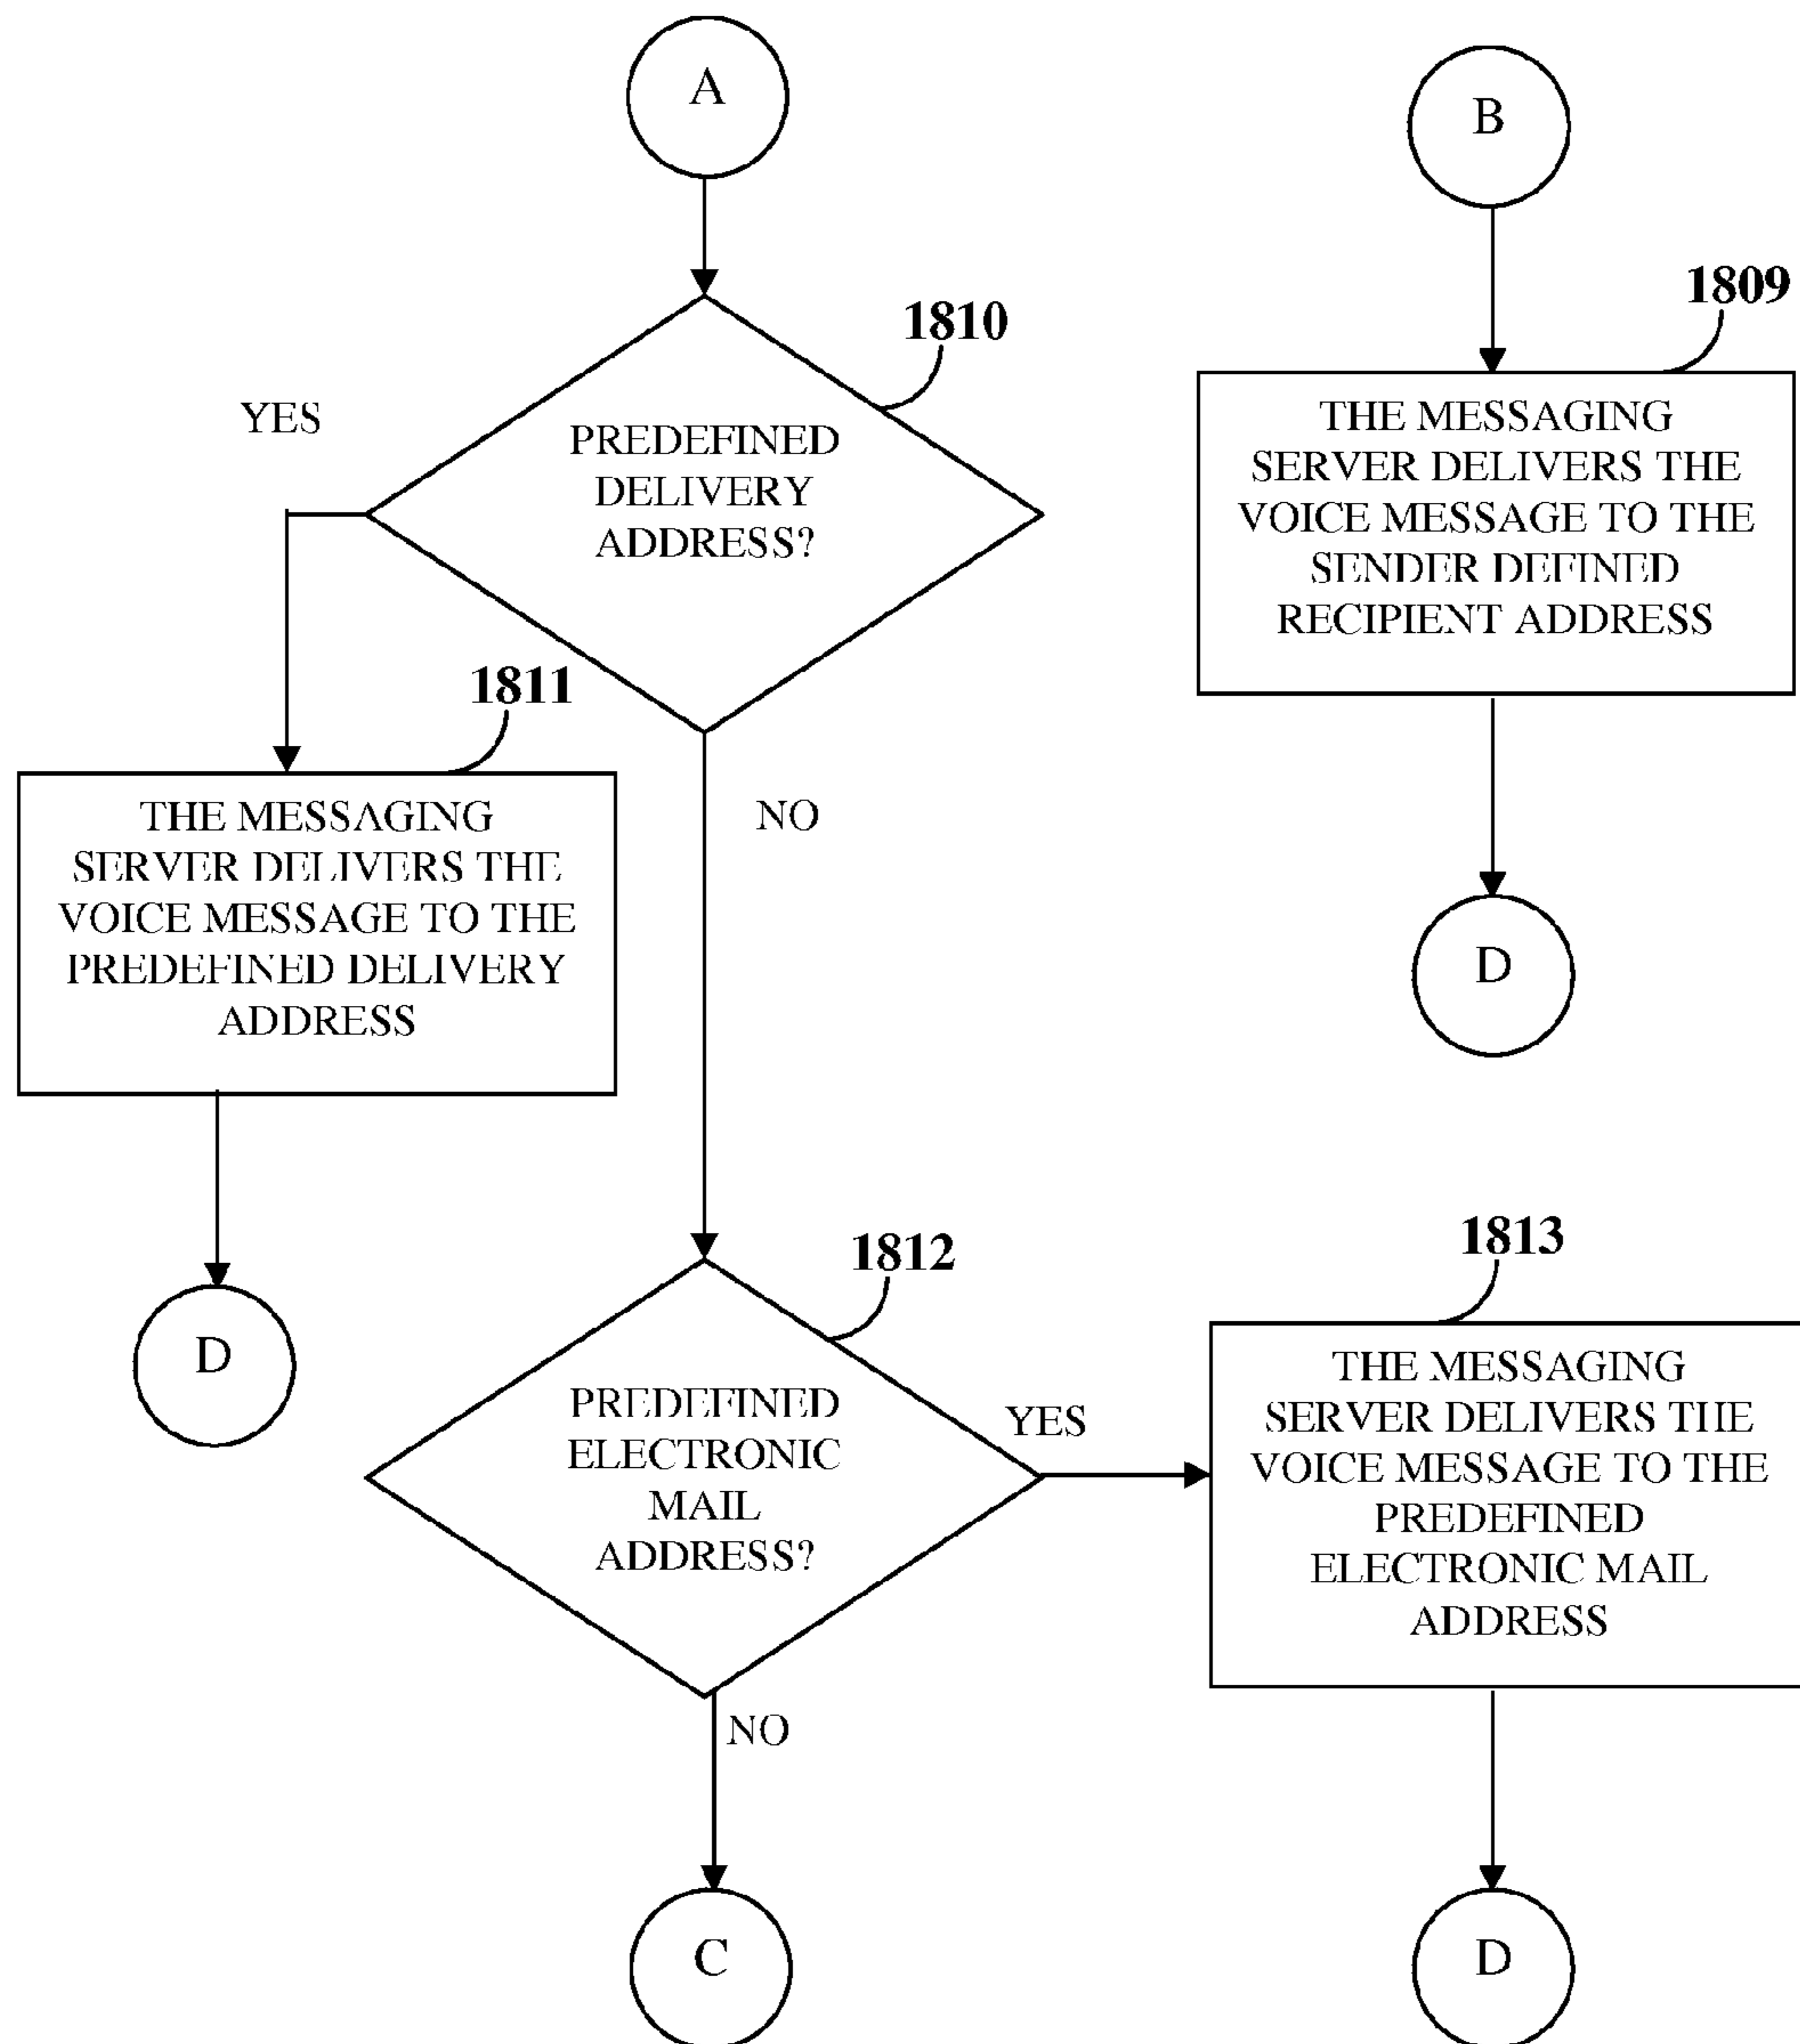 A
B
1809
1810
YES
PREDEFINED
DELIVERY
ADDRESS?
THE MESSAGING
SERVER DELIVERS THE
VOICE MESSAGE TO THE
SENDER DEFINED
RECIPIENT ADDRESS
1811
NO
THE MESSAGING
SERVER DELIVERS THE
VOICE MESSAGE TO THE
PREDEFINED DELIVERY
ADDRESS
D
D
1812
1813
PREDEFINED
ELECTRONIC
MAIL
ADDRESS?
YES
THE MESSAGING
SERVER DELIVERS THE
VOICE MESSAGE TO THE
PREDEFINED
ELECTRONIC MAIL
ADDRESS
NO
C
D